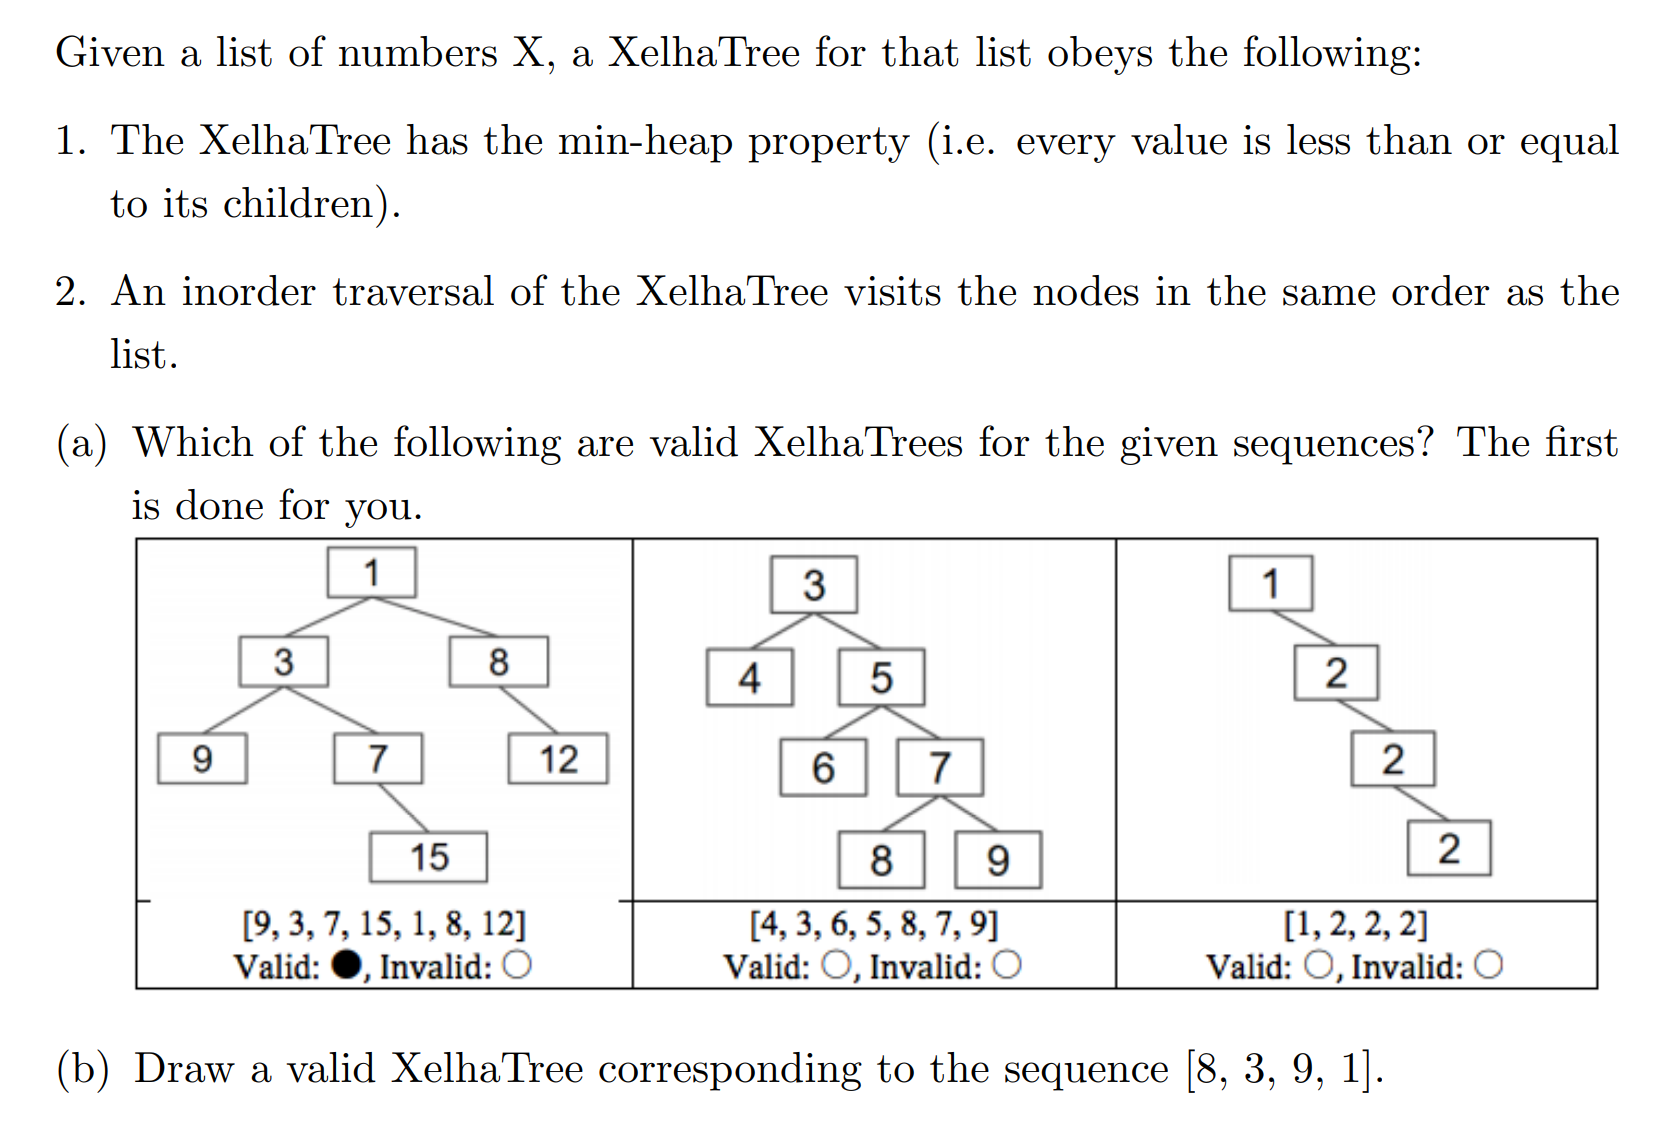 Given a list of numbers X, a XelhaTree for that list obeys the following:
1. The XelhaTree has the min-heap property (i.e. every value is less than or equal
to its children).
2. An inorder traversal of the XelhaTree visits the nodes in the same order as the
list.
(a) Which of the following are valid XelhaTrees for the given sequences? The first
is done for you.
1
3 8
9 7 12
15
[9, 3, 7, 15, 1, 8, 12]
Valid: ●, Invalid: ○
3
4 5
6 7
8 9
[4, 3, 6, 5, 8, 7, 9]
Valid: ○, Invalid: ○
1
2
2
2
[1, 2, 2, 2]
Valid: ○, Invalid: ○
(b) Draw a valid XelhaTree corresponding to the sequence [8, 3, 9, 1].